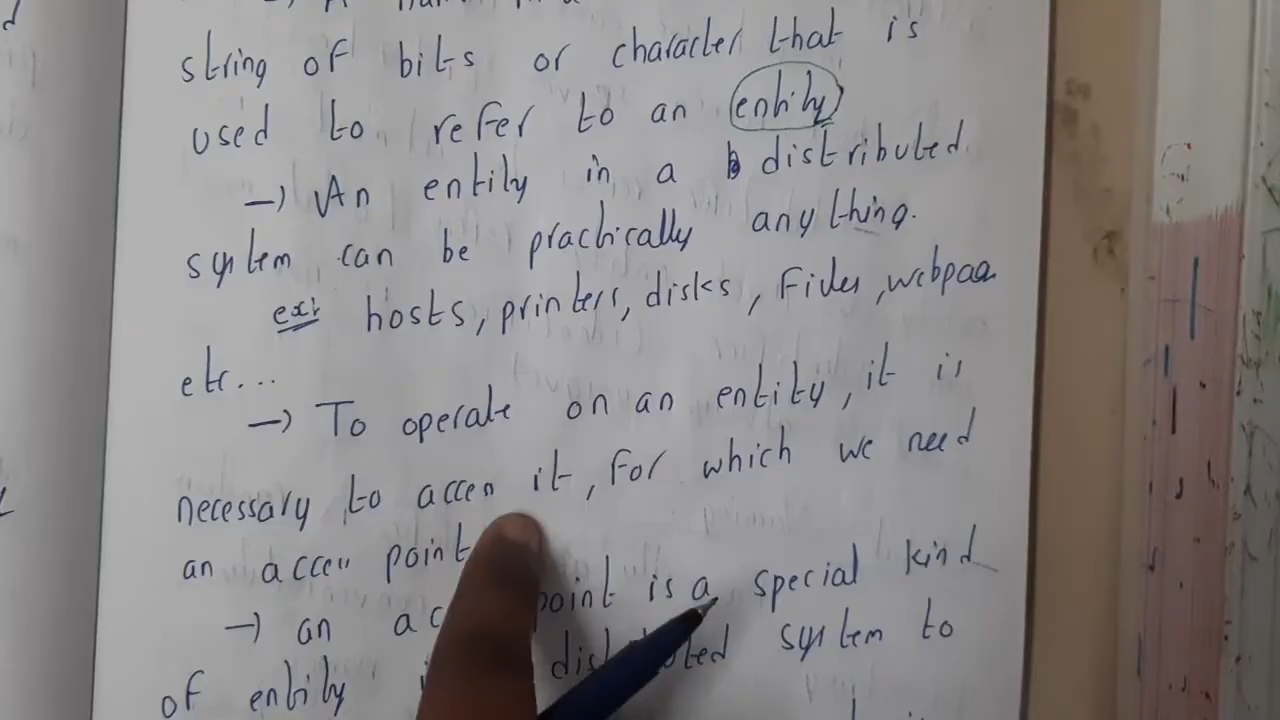 string of bits or character that is
used to refer to an entity
→ An entity in a distributed
system can be practically anything.
ex: hosts, printers, disks, Files, webpag
etc...
→ To operate on an entity, it is
necessary to access it, For which we need
an access point
→ an point is a special kind
of entity distributed system to